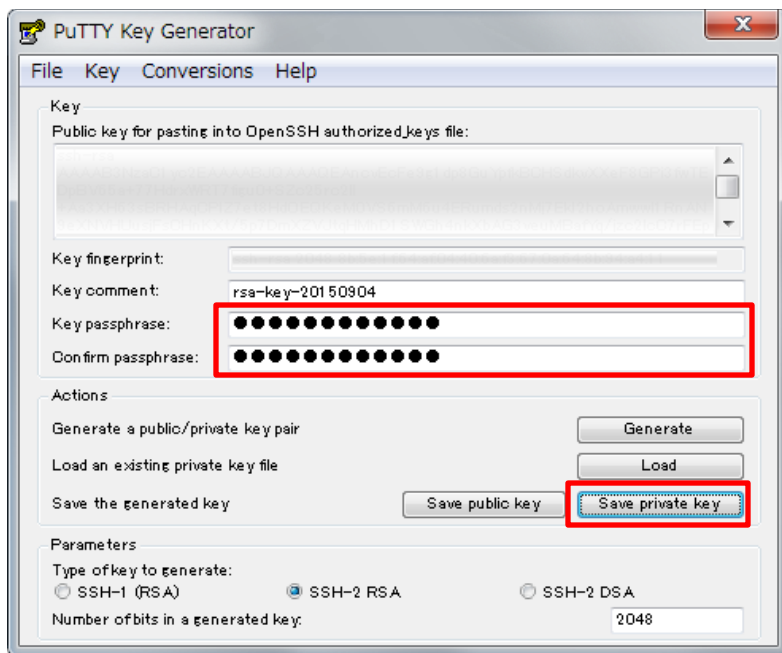 PuTTY Key Generator
File Key Conversions Help
Key
Public key for pasting into OpenSSH authorized_keys file:
Key fingerprint:
Key comment: rsa-key-20150904
Key passphrase: ●●●●●●●●●●●●
Confirm passphrase: ●●●●●●●●●●●●
Actions
Generate a public/private key pair Generate
Load an existing private key file Load
Save the generated key Save public key Save private key
Parameters
Type of key to generate:
SSH-1 (RSA) SSH-2 RSA SSH-2 DSA
Number of bits in a generated key: 2048